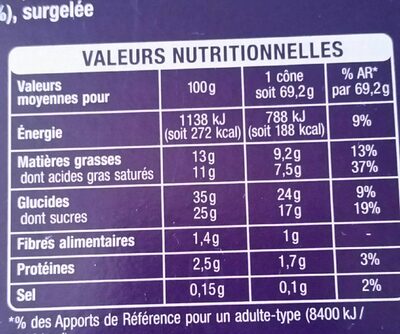 ), surgelée
VALEURS NUTRITIONNELLES
Valeurs moyennes pour 100g 1 cône soit 69,2g % AR* par 69,2g
Énergie 1138 kJ (soit 272 kcal) 788 kJ (soit 188 kcal) 9%
Matières grasses 13g 9,2g 13%
dont acides gras saturés 11g 7,5g 37%
Glucides 35g 24g 9%
dont sucres 25g 17g 19%
Fibres alimentaires 1,4g 1g
Protéines 2,5g 1,7g 3%
Sel 0,15g 0,1g 2%
*% des Apports de Référence pour un adulte-type (8400 kJ /